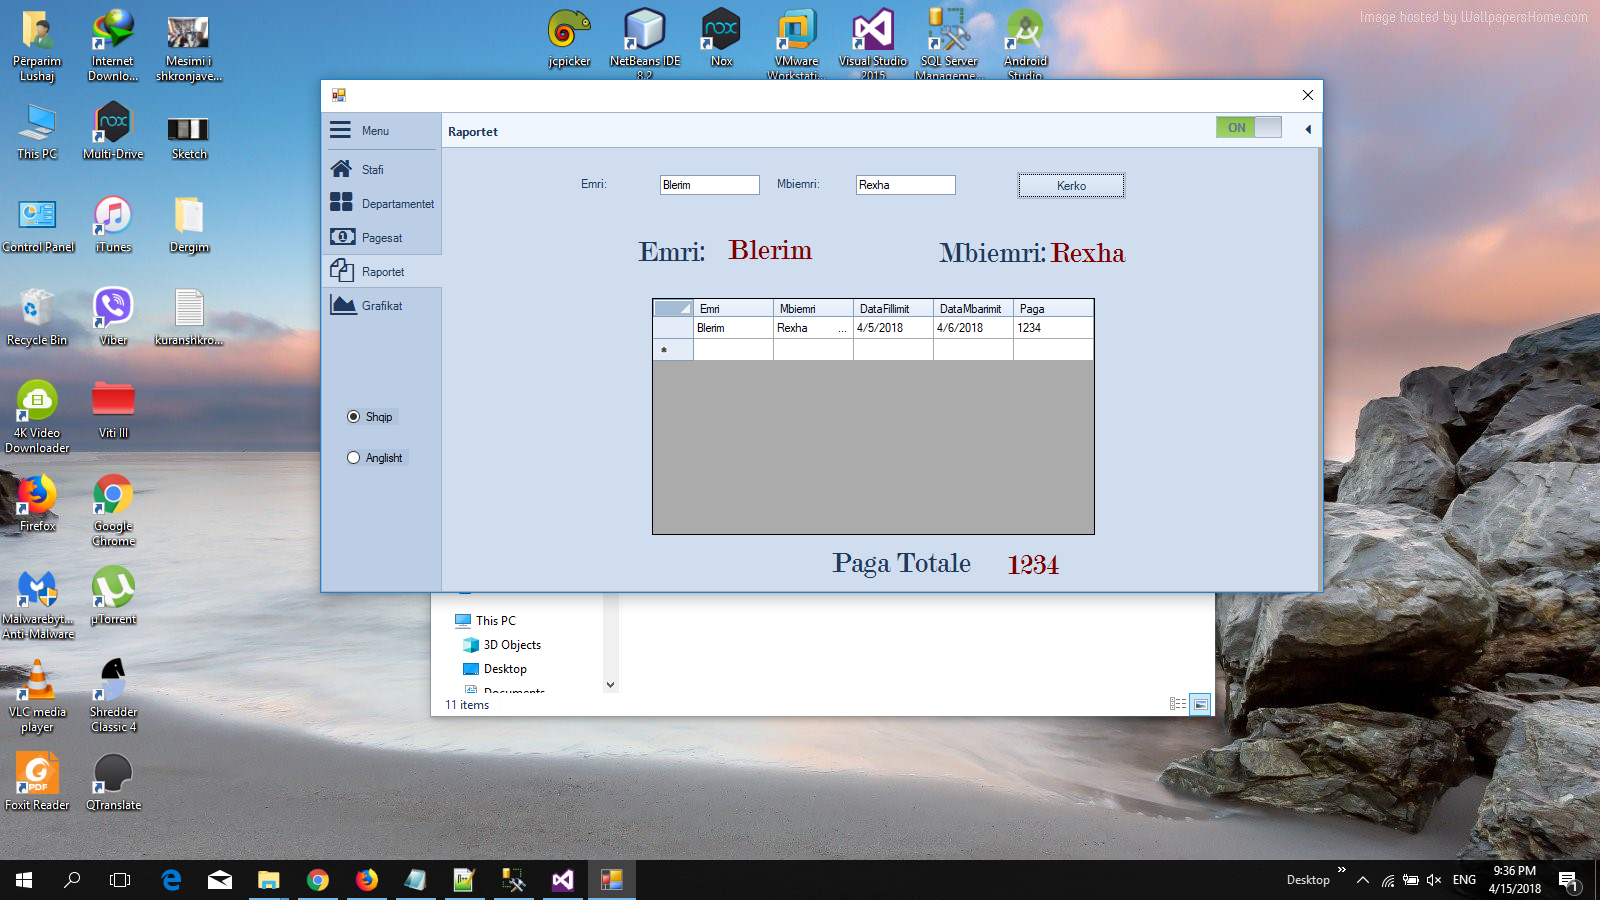 Image hosted by WallpapersHome.com
Përparim
Lushaj
Internet
Downlo...
Mesimi i
shkronjave...
jcpicker
NetBeans IDE
8.2
Nox
VMware
Workstati...
Visual Studio
2015
SQL Server
Manageme...
Android
Studio
This PC
Multi-Drive
Sketch
Control Panel
iTunes
Dergim
Recycle Bin
Viber
kuranshkro...
4K Video
Downloader
Viti III
Firefox
Google
Chrome
Malwarebyt...
Anti-Malware
µTorrent
VLC media
player
Shredder
Classic 4
Foxit Reader
QTranslate
Menu
Stafi
Departamentet
Pagesat
Raportet
Grafikat
Shqip
Anglisht
Raportet
ON
Emri: Blerim Mbiemri: Rexha Kerko
Emri: Blerim Mbiemri: Rexha
Emri Mbiemri DataFillimit DataMbarimit Paga
Blerim Rexha ... 4/5/2018 4/6/2018 1234
Paga Totale 1234
This PC
3D Objects
Desktop
Documents
11 items
Desktop » ENG 9:36 PM
4/15/2018
1